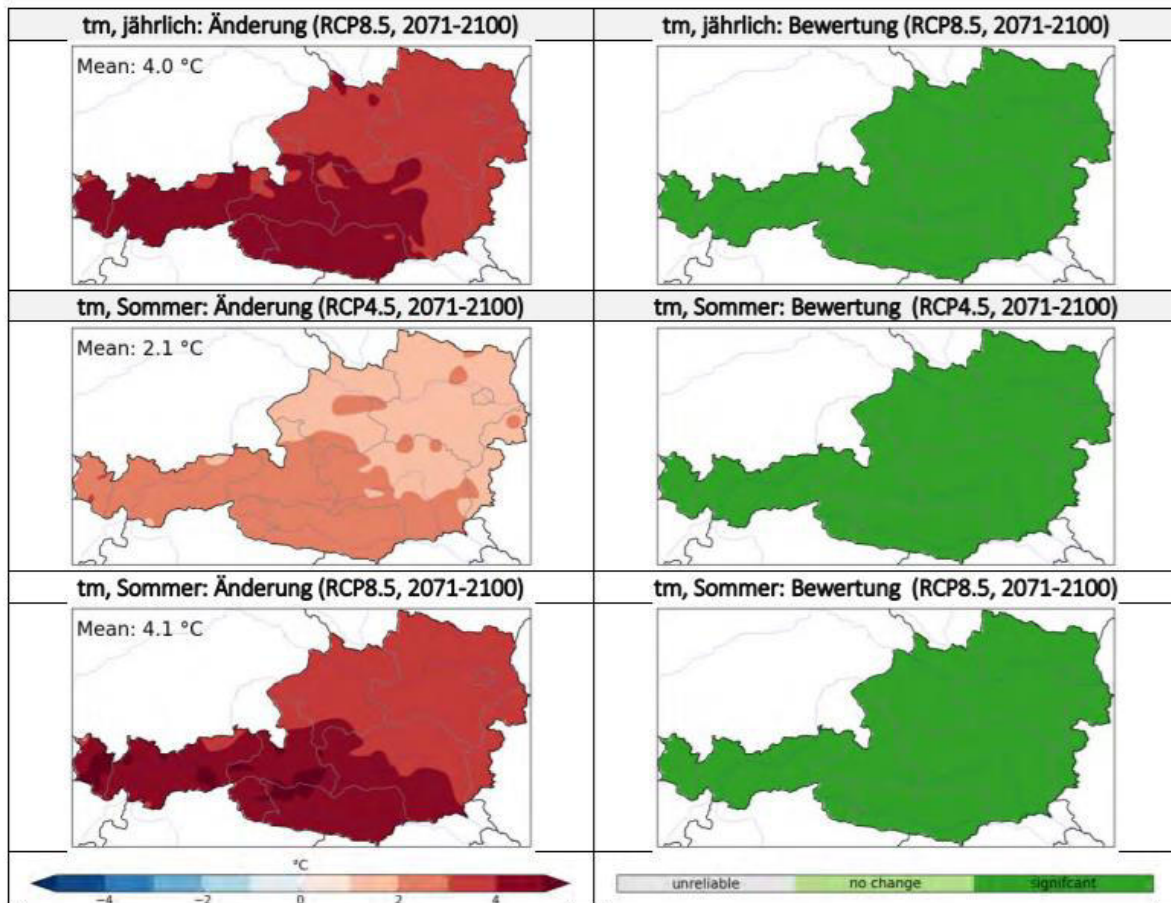 tm, jährlich: Änderung (RCP8.5, 2071-2100)
tm, jährlich: Bewertung (RCP8.5, 2071-2100)
Mean: 4.0 °C
tm, Sommer: Änderung (RCP4.5, 2071-2100)
tm, Sommer: Bewertung (RCP4.5, 2071-2100)
Mean: 2.1 °C
tm, Sommer: Änderung (RCP8.5, 2071-2100)
tm, Sommer: Bewertung (RCP8.5, 2071-2100)
Mean: 4.1 °C
°C
−4 −2 0 2 4
unreliable no change signifcant